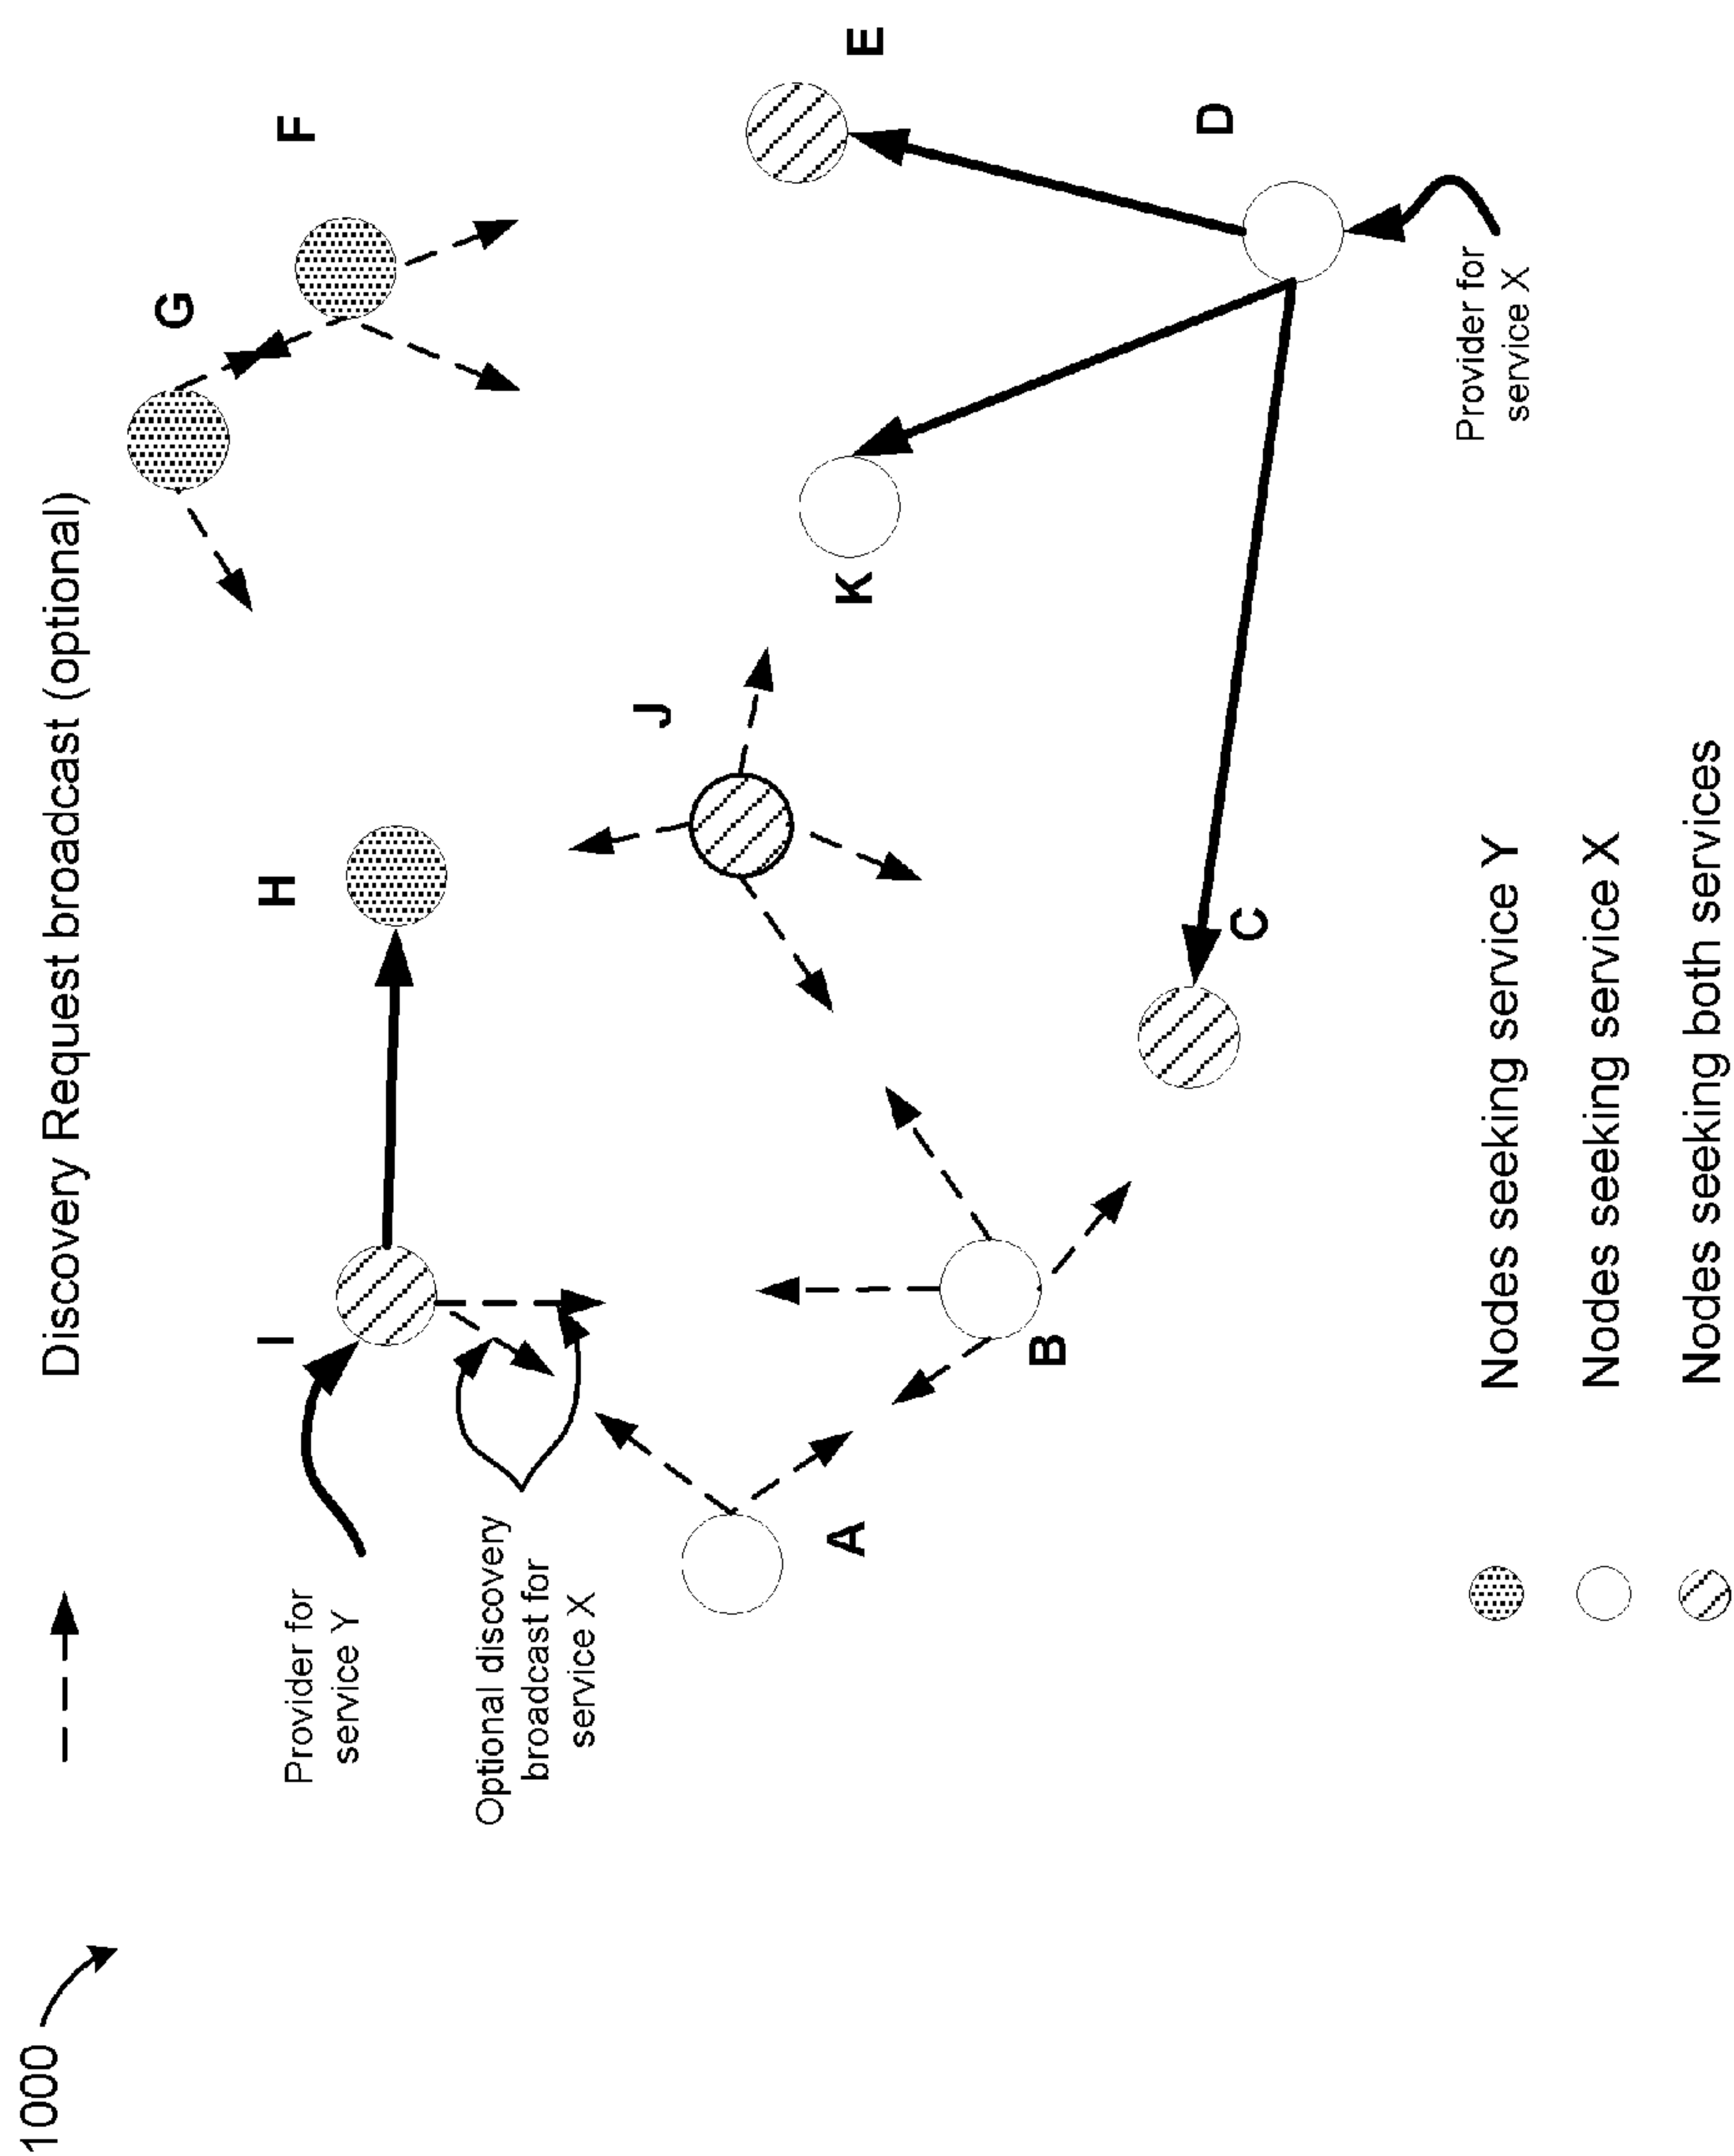 1000
Discovery Request broadcast (optional)
Provider for
service Y
Optional discovery
broadcast for
service X
I
H
G
F
J
A
B
K
E
C
D
Provider for
service X
Nodes seeking service Y
Nodes seeking service X
Nodes seeking both services